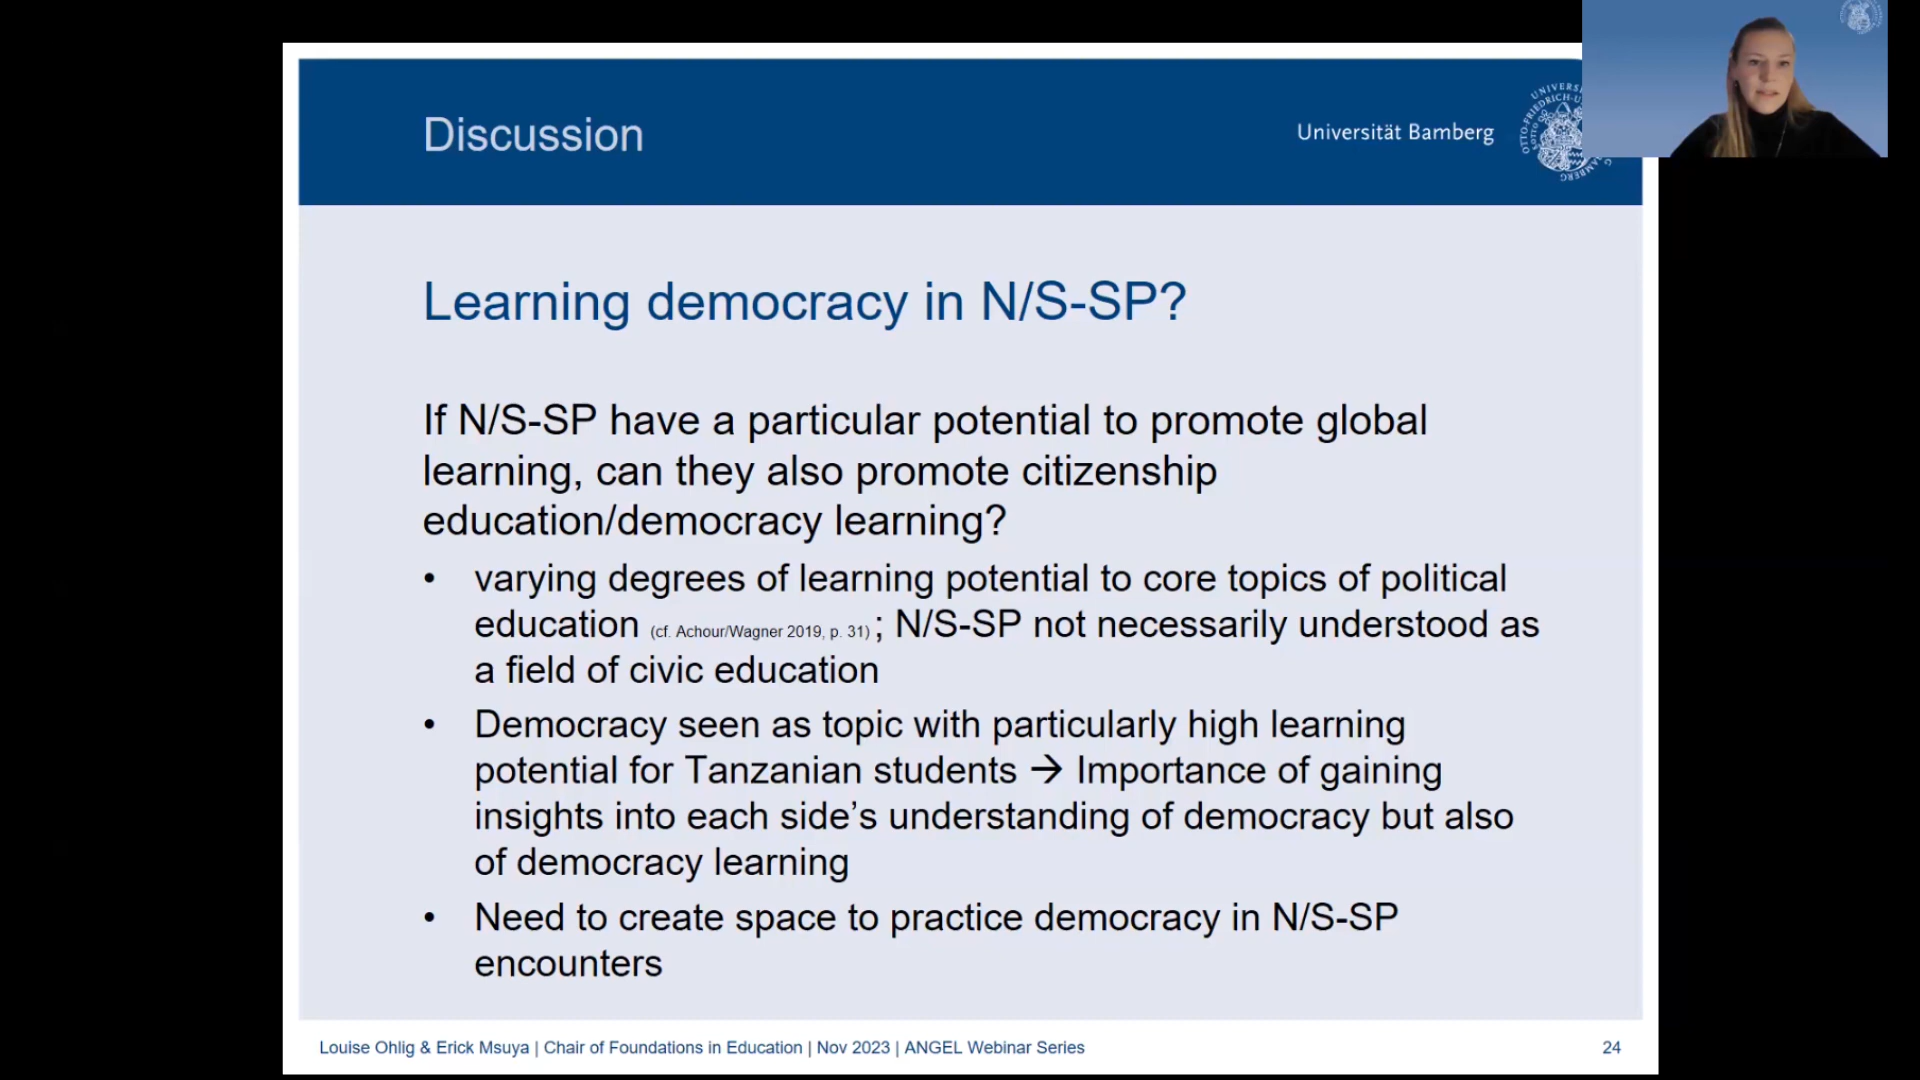 Discussion
Universität Bamberg
Learning democracy in N/S-SP?
If N/S-SP have a particular potential to promote global
learning, can they also promote citizenship
education/democracy learning?
• varying degrees of learning potential to core topics of political
education (cf. Achour/Wagner 2019, p. 31) ; N/S-SP not necessarily understood as
a field of civic education
• Democracy seen as topic with particularly high learning
potential for Tanzanian students → Importance of gaining
insights into each side’s understanding of democracy but also
of democracy learning
• Need to create space to practice democracy in N/S-SP
encounters
Louise Ohlig & Erick Msuya | Chair of Foundations in Education | Nov 2023 | ANGEL Webinar Series
24